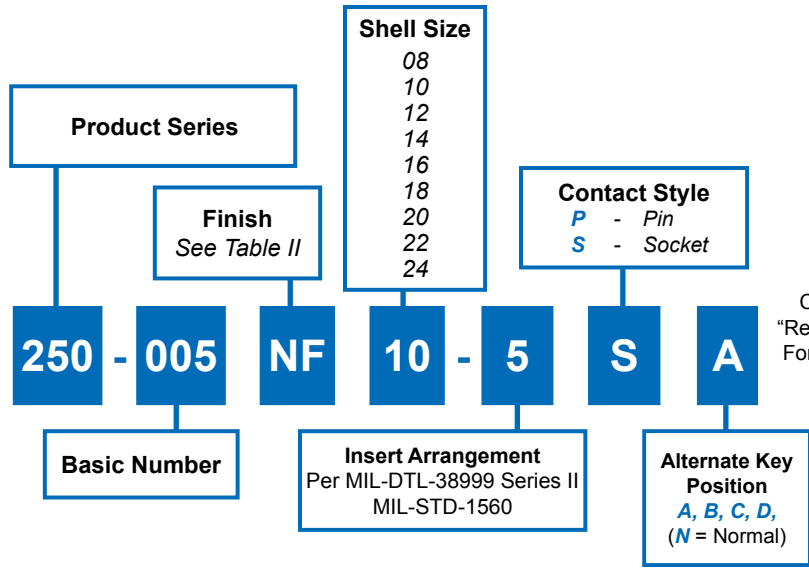 Shell Size
08
10
12
14
16
18
20
22
24
Product Series
Finish
See Table II
Contact Style
P - Pin
S - Socket
250 - 005 NF 10 - 5 S A
Basic Number
Insert Arrangement
Per MIL-DTL-38999 Series II
MIL-STD-1560
Alternate Key
Position
A, B, C, D,
(N = Normal)
C
"Re
For